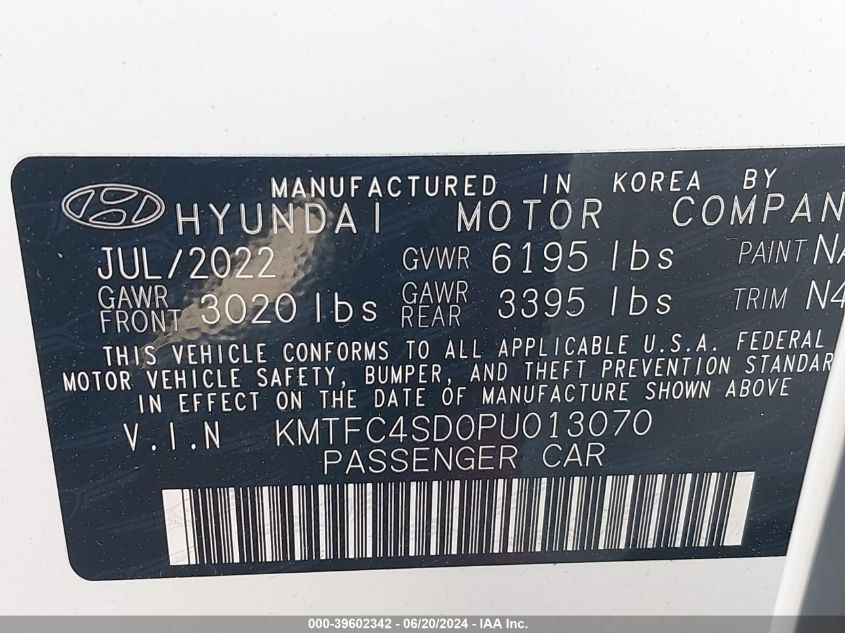 MANUFACTURED IN KOREA BY
HYUNDAI MOTOR COMPAN
JUL/2022 GVWR 6195 lbs PAINT NA
GAWR FRONT 3020 lbs GAWR REAR 3395 lbs TRIM N4
THIS VEHICLE CONFORMS TO ALL APPLICABLE U.S.A. FEDERAL
MOTOR VEHICLE SAFETY, BUMPER, AND THEFT PREVENTION STANDAR
IN EFFECT ON THE DATE OF MANUFACTURE SHOWN ABOVE
V.I.N KMTFC4SD0PU013070
PASSENGER CAR
000-39602342 - 06/20/2024 - IAA Inc.